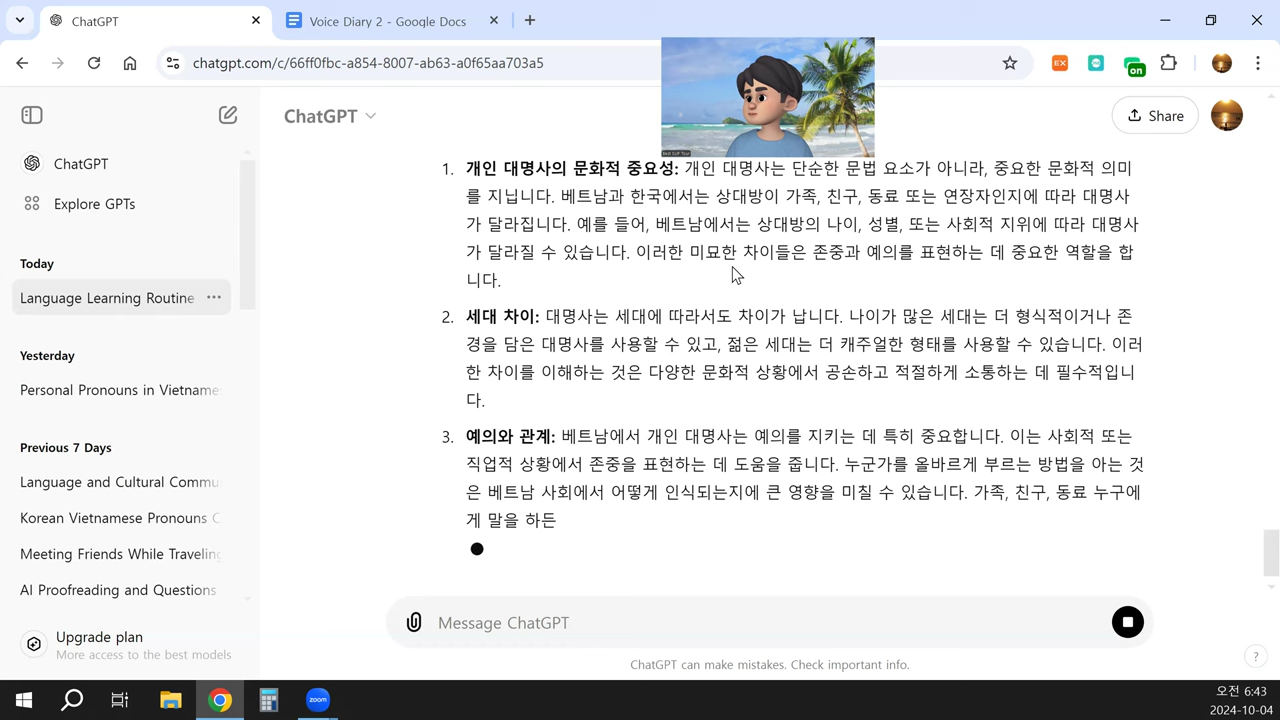 ChatGPT
Voice Diary 2 - Google Docs
chatgpt.com/c/66ff0fbc-a854-8007-ab63-a0f65aa703a5
EX
on
ChatGPT
Share
ChatGPT
Explore GPTs
Today
Language Learning Routine
Yesterday
Personal Pronouns in Vietname
Previous 7 Days
Language and Cultural Commu
Korean Vietnamese Pronouns C
Meeting Friends While Traveling
AI Proofreading and Questions
Upgrade plan
More access to the best models
1. 개인 대명사의 문화적 중요성: 개인 대명사는 단순한 문법 요소가 아니라, 중요한 문화적 의미
를 지닙니다. 베트남과 한국에서는 상대방이 가족, 친구, 동료 또는 연장자인지에 따라 대명사
가 달라집니다. 예를 들어, 베트남에서는 상대방의 나이, 성별, 또는 사회적 지위에 따라 대명사
가 달라질 수 있습니다. 이러한 미묘한 차이들은 존중과 예의를 표현하는 데 중요한 역할을 합
니다.
2. 세대 차이: 대명사는 세대에 따라서도 차이가 납니다. 나이가 많은 세대는 더 형식적이거나 존
경을 담은 대명사를 사용할 수 있고, 젊은 세대는 더 캐주얼한 형태를 사용할 수 있습니다. 이러
한 차이를 이해하는 것은 다양한 문화적 상황에서 공손하고 적절하게 소통하는 데 필수적입니
다.
3. 예의와 관계: 베트남에서 개인 대명사는 예의를 지키는 데 특히 중요합니다. 이는 사회적 또는
직업적 상황에서 존중을 표현하는 데 도움을 줍니다. 누군가를 올바르게 부르는 방법을 아는 것
은 베트남 사회에서 어떻게 인식되는지에 큰 영향을 미칠 수 있습니다. 가족, 친구, 동료 누구에
게 말을 하든
Message ChatGPT
ChatGPT can make mistakes. Check important info.
?
zoom
오전 6:43
2024-10-04